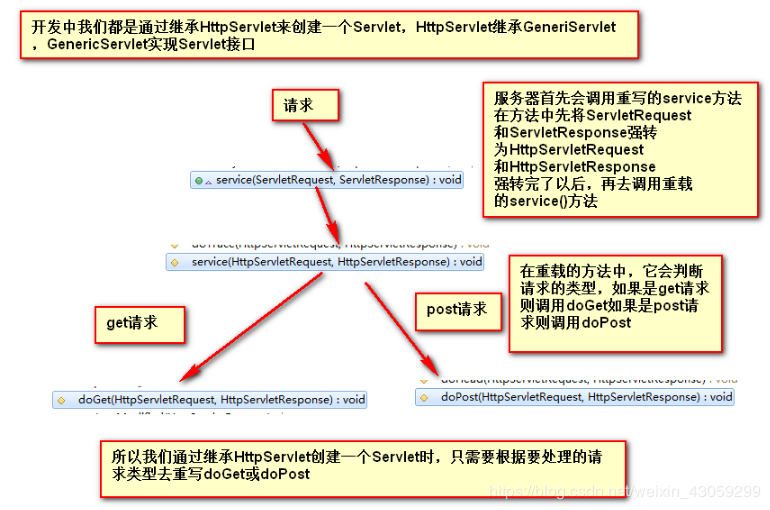 开发中我们都是通过继承HttpServlet来创建一个Servlet，HttpServlet继承GeneriServlet
，GenericServlet实现Servlet接口
请求
服务器首先会调用重写的service方法
在方法中先将ServletRequest
和ServletResponse强转
为HttpServletRequest
和HttpServletResponse
强转完了以后，再去调用重载
的service()方法
service(ServletRequest, ServletResponse) : void
doTrace(HttpServletRequest, HttpServletResponse) : void
service(HttpServletRequest, HttpServletResponse) : void
在重载的方法中，它会判断
请求的类型，如果是get请求
则调用doGet如果是post请
求则调用doPost
get请求
post请求
doHead(HttpServletRequest, HttpServletResponse) : void
doGet(HttpServletRequest, HttpServletResponse) : void
doPost(HttpServletRequest, HttpServletResponse) : void
所以我们通过继承HttpServlet创建一个Servlet时，只需要根据要处理的请
求类型去重写doGet或doPost
https://blog.csdn.net/weixin_43059299